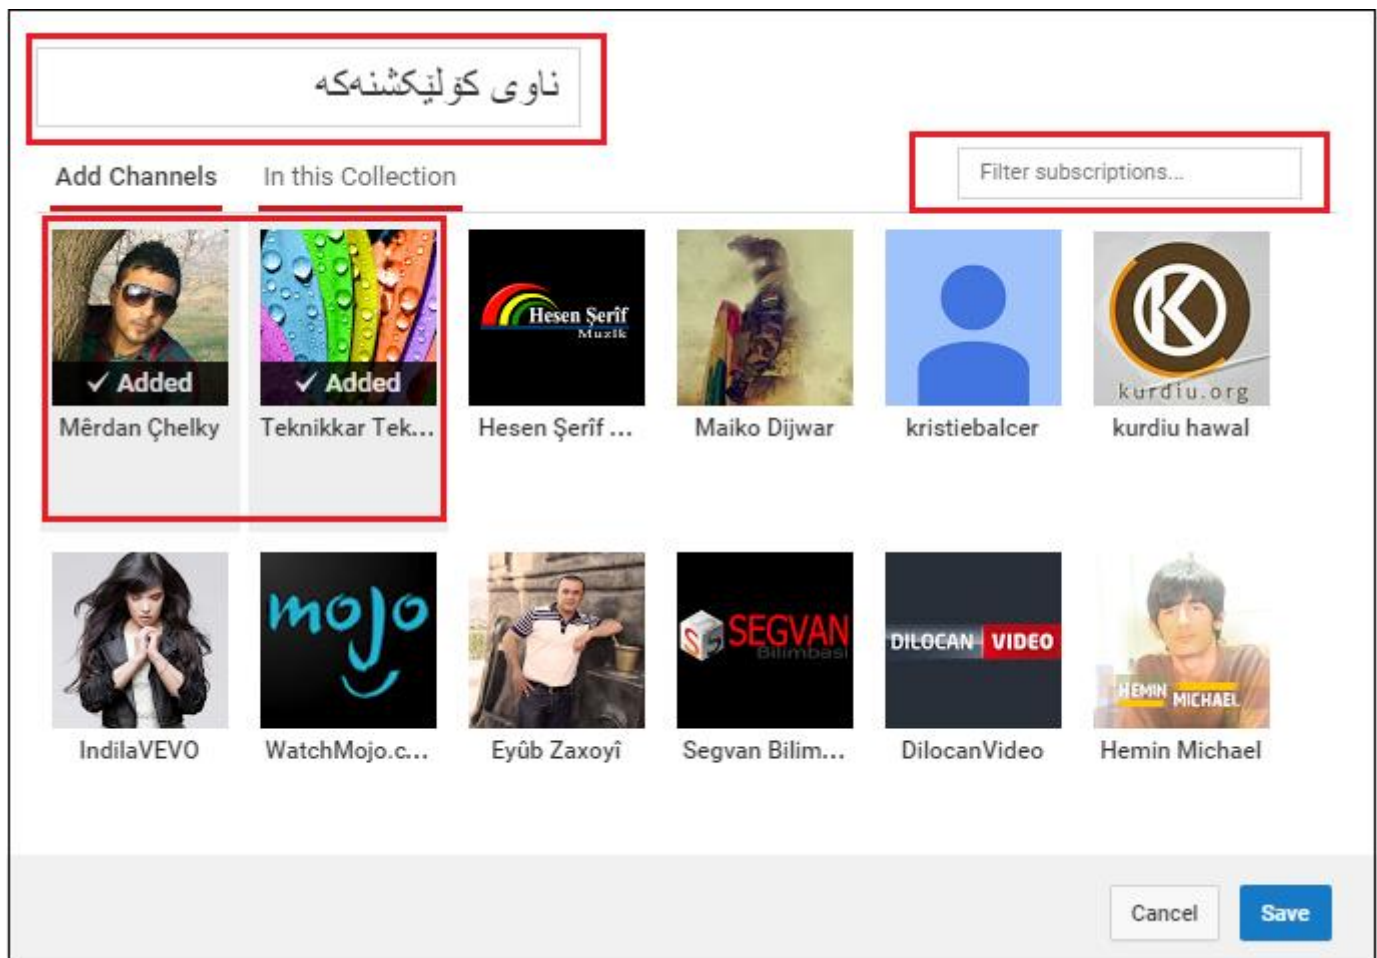 ناوی کۆلێکشنەکە
Filter subscriptions...
Add Channels In this Collection
Hesen Şerîf
Muzîk
✓ Added ✓ Added
kurdiu.org
Mêrdan Çhelky Teknikkar Tek... Hesen Şerîf ... Maiko Dijwar kristiebalcer kurdiu hawal
mojo
SEGVAN
Bilimbasi
DILOCAN VIDEO
HEMIN MICHAEL
IndilaVEVO WatchMojo.c... Eyûb Zaxoyî Segvan Bilim... DilocanVideo Hemin Michael
Cancel Save